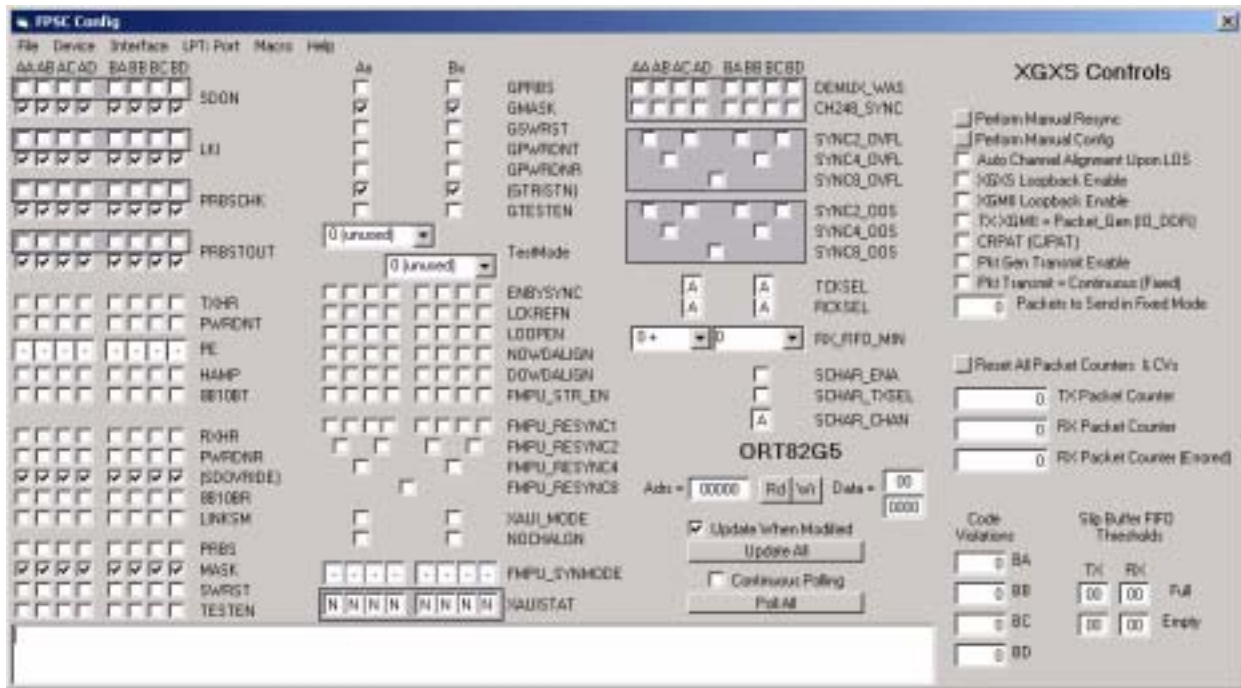 FPSC Config
File Device Interface LPT: Port Macro Help
AA AB AC AD BA BB BC BD
SDON
LKI
PRBSCHK
PRBSTOUT
TXHR
PWRDNT
PE
- - - - - - - -
HAMP
8B10BT
RXHR
PWRDNR
(SDOVRIDE)
8B10BR
LINKSM
PRBS
MASK
SWRST
TESTEN
Ax Bx
GPRBS
GMASK
GSWRST
GPWRDNT
GPWRDNR
(GTRISTN)
GTESTEN
0 (unused)
0 (unused)
TestMode
ENBYSYNC
LCKREFN
LOOPEN
NOWDALIGN
DOWDALIGN
FMPU_STR_EN
FMPU_RESYNC1
FMPU_RESYNC2
FMPU_RESYNC4
FMPU_RESYNC8
XAUI_MODE
NOCHALGN
- - - - - - - - FMPU_SYNMODE
N N N N N N N N XAUISTAT
AA AB AC AD BA BB BC BD
DEMUX_WAS
CH248_SYNC
SYNC2_OVFL
SYNC4_OVFL
SYNC8_OVFL
SYNC2_OOS
SYNC4_OOS
SYNC8_OOS
A A TCKSEL
A A RCKSEL
0 + 0 RX_FIFO_MIN
SCHAR_ENA
SCHAR_TXSEL
A SCHAR_CHAN
ORT82G5
Adrs = 00000 Rd Wr Data = 00
0000
Update When Modified
Update All
Continuous Polling
Poll All
XGXS Controls
Perform Manual Resync
Perform Manual Config
Auto Channel Alignment Upon LOS
XGXS Loopback Enable
XGMII Loopback Enable
TX XGMII = Packet_Gen (IO_DDR)
CRPAT (CJPAT)
Pkt Gen Transmit Enable
Pkt Transmit = Continuous (Fixed)
0 Packets to Send in Fixed Mode
Reset All Packet Counters & CVs
0 TX Packet Counter
0 RX Packet Counter
0 RX Packet Counter (Errored)
Code Violations
0 BA
0 BB
0 BC
0 BD
Slip Buffer FIFO Thresholds
TX RX
00 00 Full
00 00 Empty